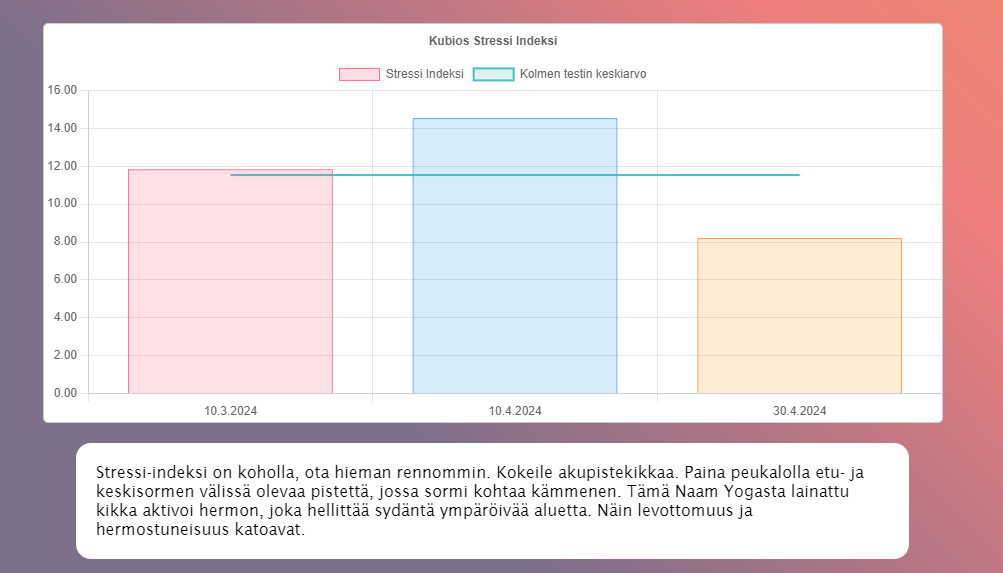 Kubios Stressi Indeksi
Stressi Indeksi
Kolmen testin keskiarvo
16.00
14.00
12.00
10.00
8.00
6.00
4.00
2.00
0.00
10.3.2024
10.4.2024
30.4.2024
Stressi-indeksi on koholla, ota hieman rennommin. Kokeile akupistekikkaa. Paina peukalolla etu- ja
keskisormen välissä olevaa pistettä, jossa sormi kohtaa kämmenen. Tämä Naam Yogasta lainattu
kikka aktivoi hermon, joka hellittää sydäntä ympäröivää aluetta. Näin levottomuus ja
hermostuneisuus katoavat.